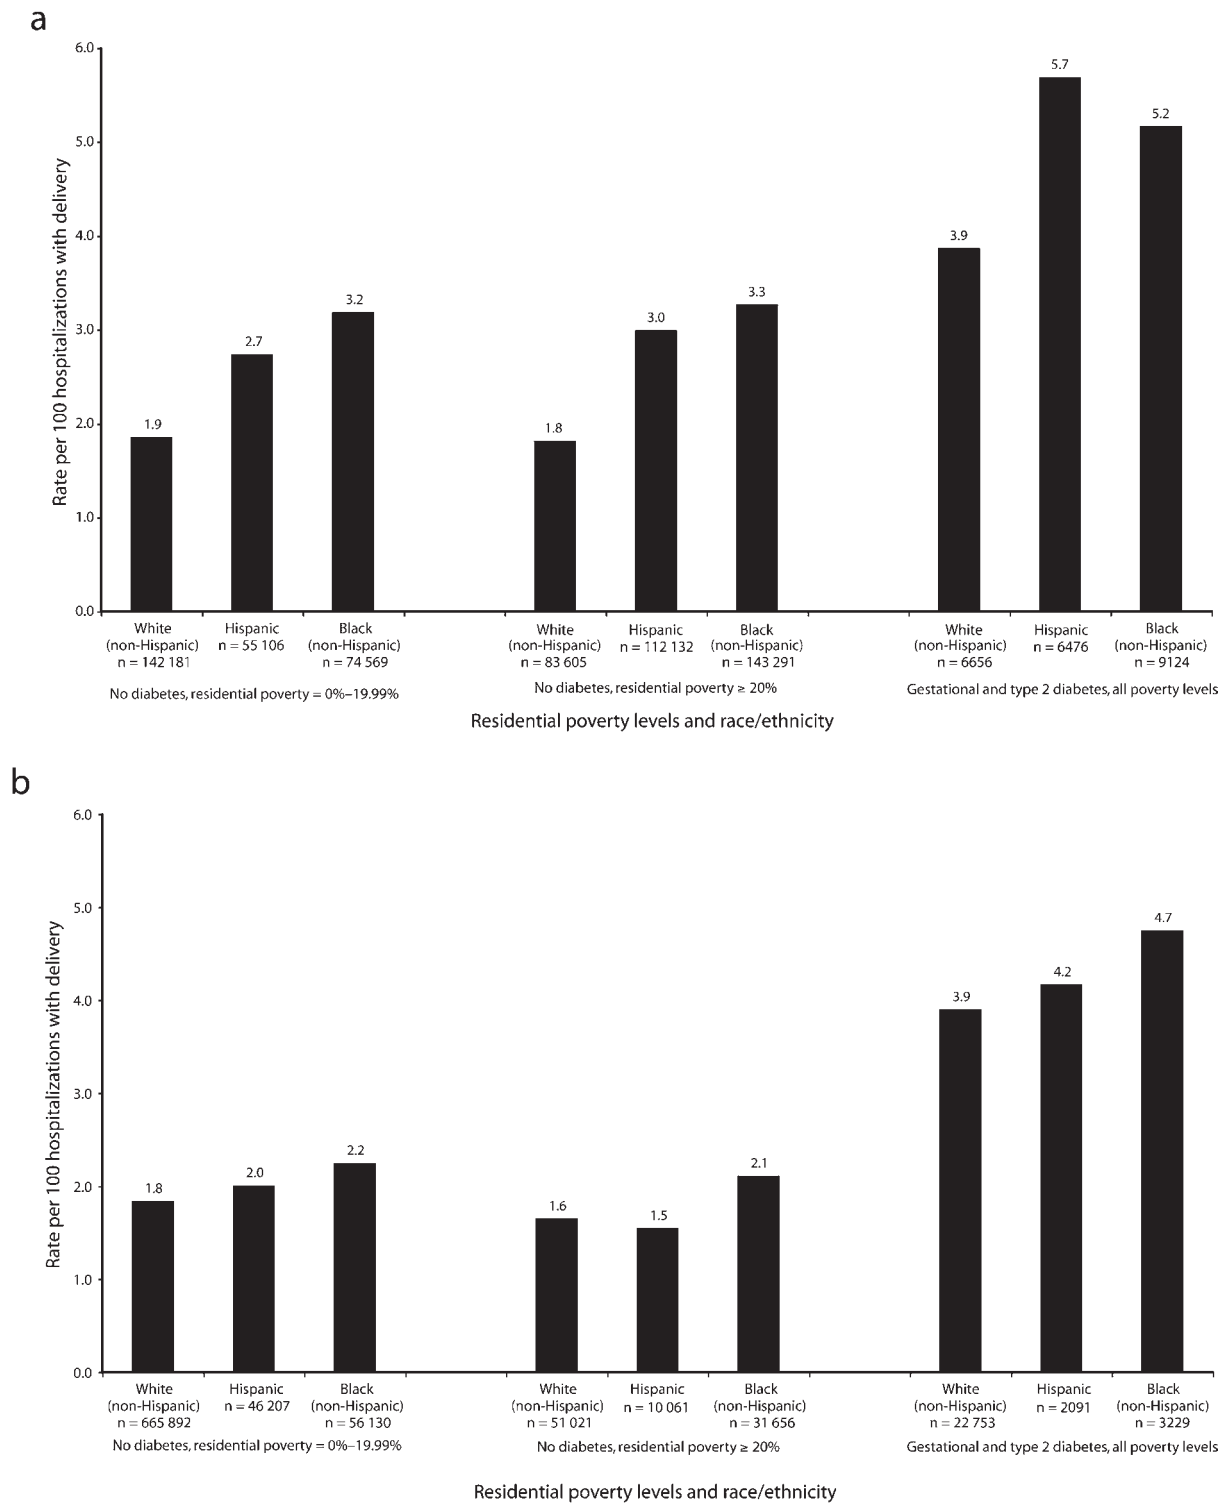 a
6.0
5.0
4.0
3.0
2.0
1.0
0.0
Rate per 100 hospitalizations with delivery
1.9
2.7
3.2
1.8
3.0
3.3
3.9
5.7
5.2
White
(non-Hispanic)
n = 142 181
Hispanic
n = 55 106
Black
(non-Hispanic)
n = 74 569
White
(non-Hispanic)
n = 83 605
Hispanic
n = 112 132
Black
(non-Hispanic)
n = 143 291
White
(non-Hispanic)
n = 6656
Hispanic
n = 6476
Black
(non-Hispanic)
n = 9124
No diabetes, residential poverty = 0%–19.99%
No diabetes, residential poverty ≥ 20%
Gestational and type 2 diabetes, all poverty levels
Residential poverty levels and race/ethnicity
b
6.0
5.0
4.0
3.0
2.0
1.0
0.0
Rate per 100 hospitalizations with delivery
1.8
2.0
2.2
1.6
1.5
2.1
3.9
4.2
4.7
White
(non-Hispanic)
n = 665 892
Hispanic
n = 46 207
Black
(non-Hispanic)
n = 56 130
White
(non-Hispanic)
n = 51 021
Hispanic
n = 10 061
Black
(non-Hispanic)
n = 31 656
White
(non-Hispanic)
n = 22 753
Hispanic
n = 2091
Black
(non-Hispanic)
n = 3229
No diabetes, residential poverty = 0%–19.99%
No diabetes, residential poverty ≥ 20%
Gestational and type 2 diabetes, all poverty levels
Residential poverty levels and race/ethnicity